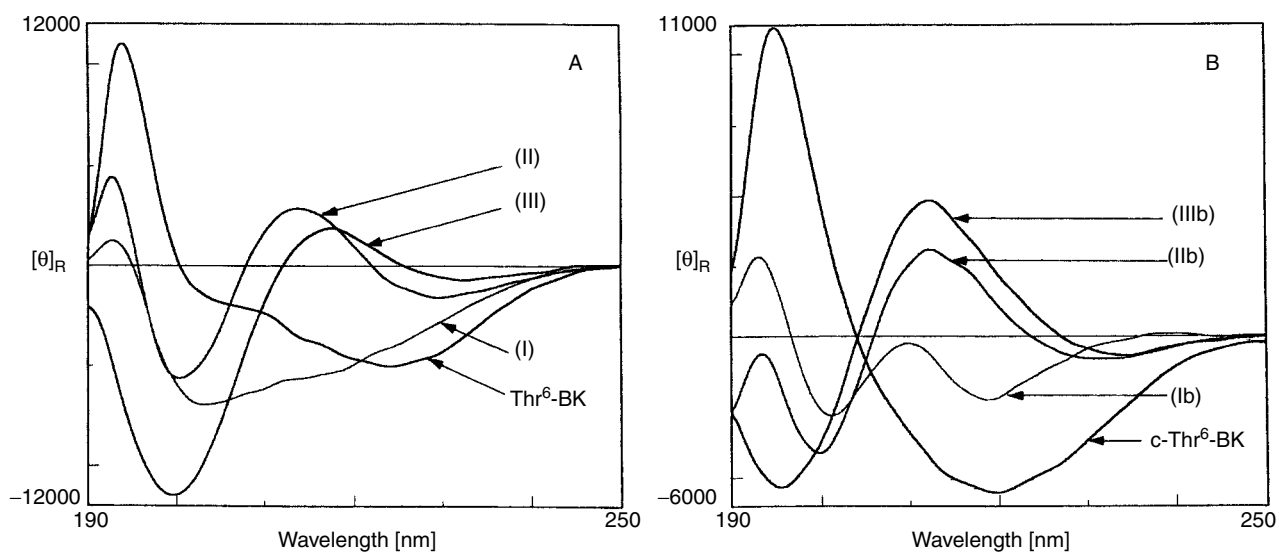 12000
A
(II)
(III)
[θ]R
(I)
Thr6-BK
−12000
190
250
Wavelength [nm]
11000
B
(IIIb)
[θ]R
(IIb)
(Ib)
c-Thr6-BK
−6000
190
250
Wavelength [nm]